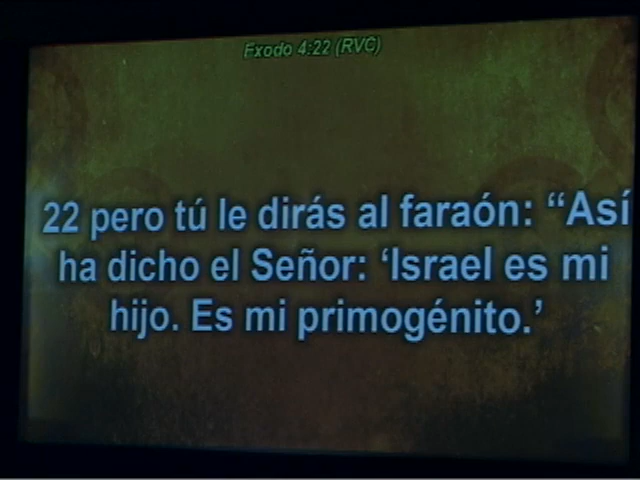 Exodo 4:22 (RVC)
22 pero tú le dirás al faraón: “Así
ha dicho el Señor: ‘Israel es mi
hijo. Es mi primogénito.’